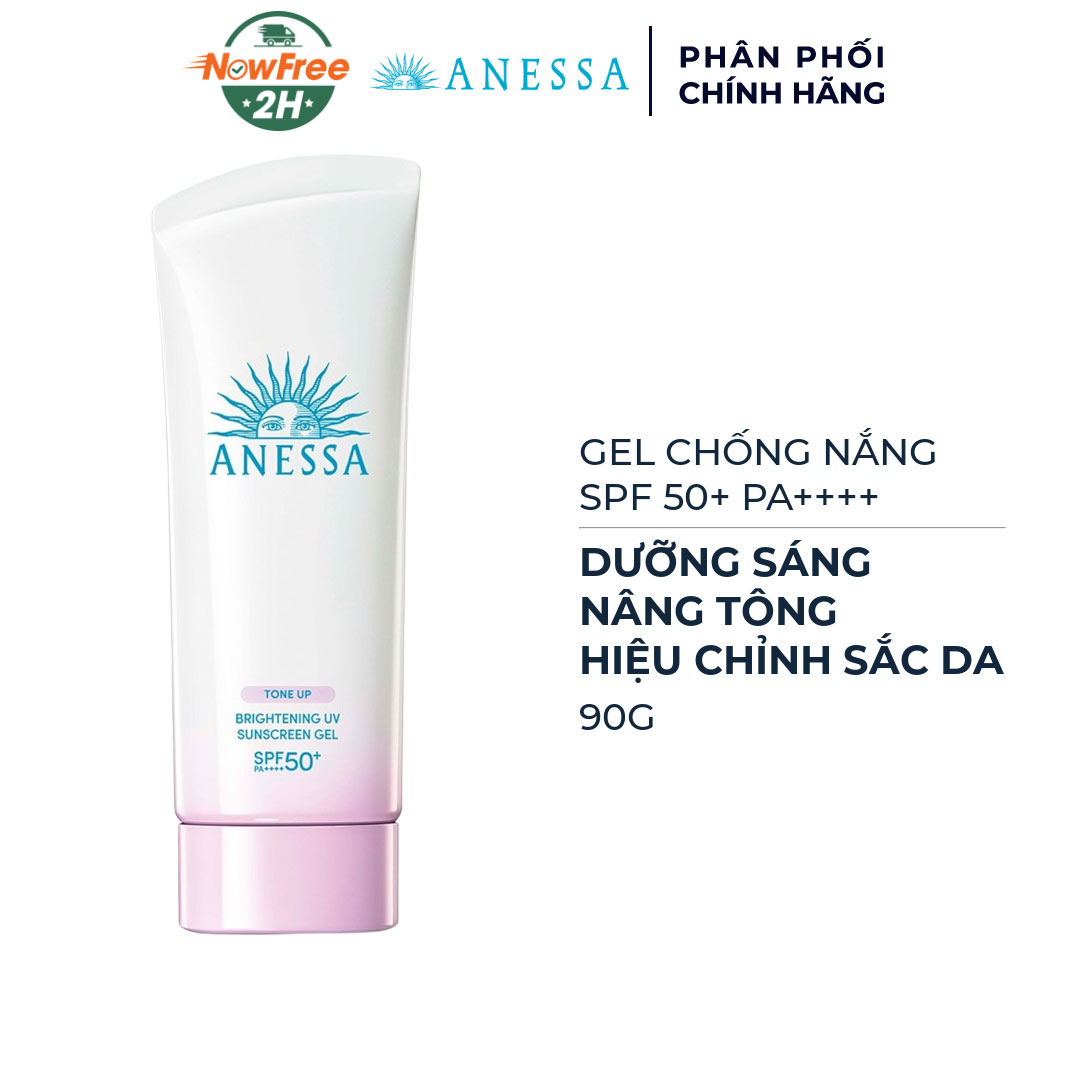 NowFree
2H
ANESSA
PHÂN PHỐI
CHÍNH HÃNG
ANESSA
TONE UP
BRIGHTENING UV
SUNSCREEN GEL
SPF50+
PA++++
GEL CHỐNG NẮNG
SPF 50+ PA++++
DƯỠNG SÁNG
NÂNG TÔNG
HIỆU CHỈNH SẮC DA
90G